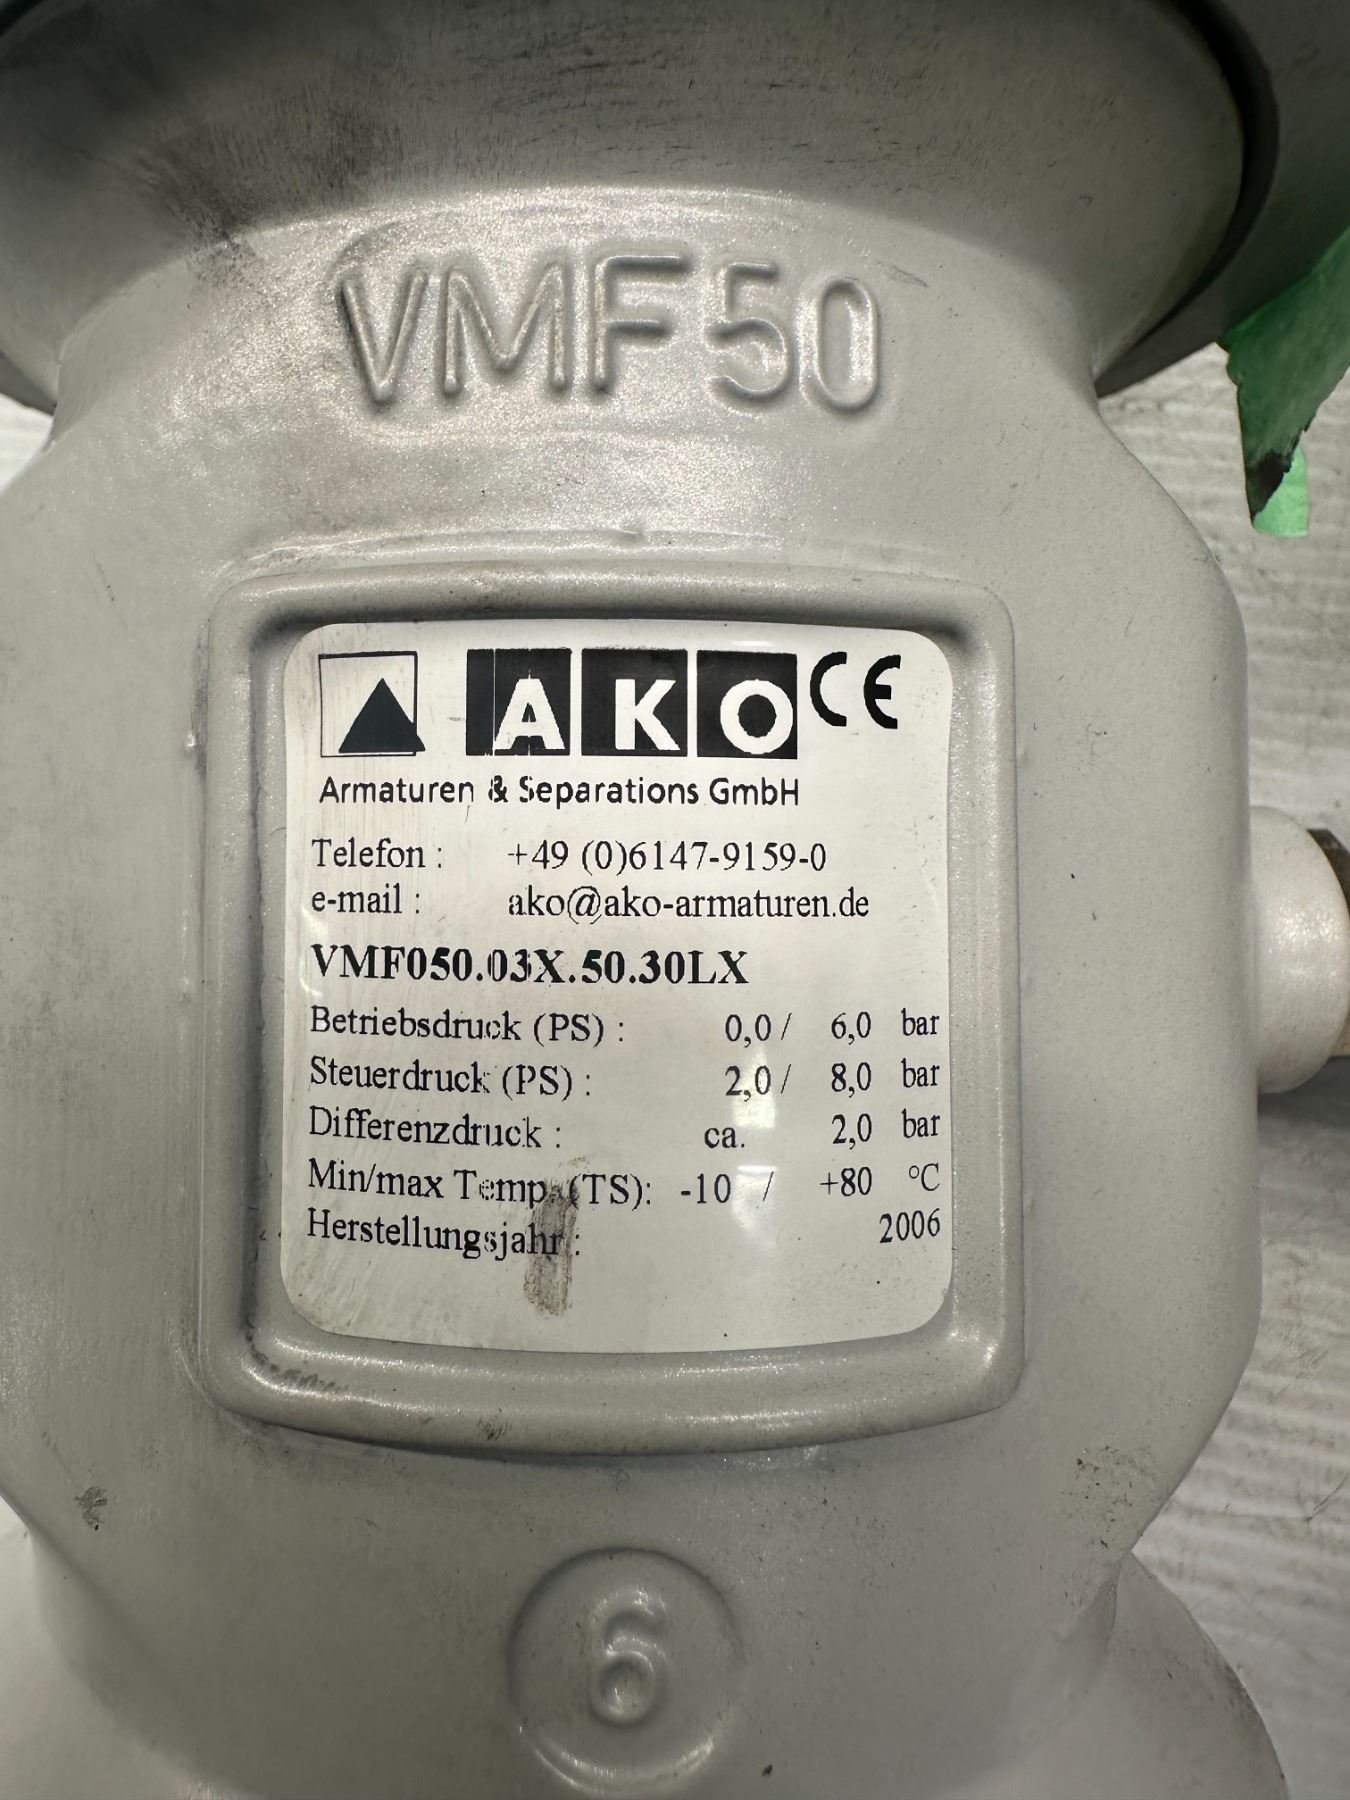 VMF50
AKO CE
Armaturen & Separations GmbH
Telefon : +49 (0)6147-9159-0
e-mail : ako@ako-armaturen.de
VMF050.03X.50.30LX
Betriebsdruck (PS) : 0,0 / 6,0 bar
Steuerdruck (PS) : 2,0 / 8,0 bar
Differenzdruck : ca. 2,0 bar
Min/max Temp. (TS): -10 / +80 °C
Herstellungsjahr : 2006
6